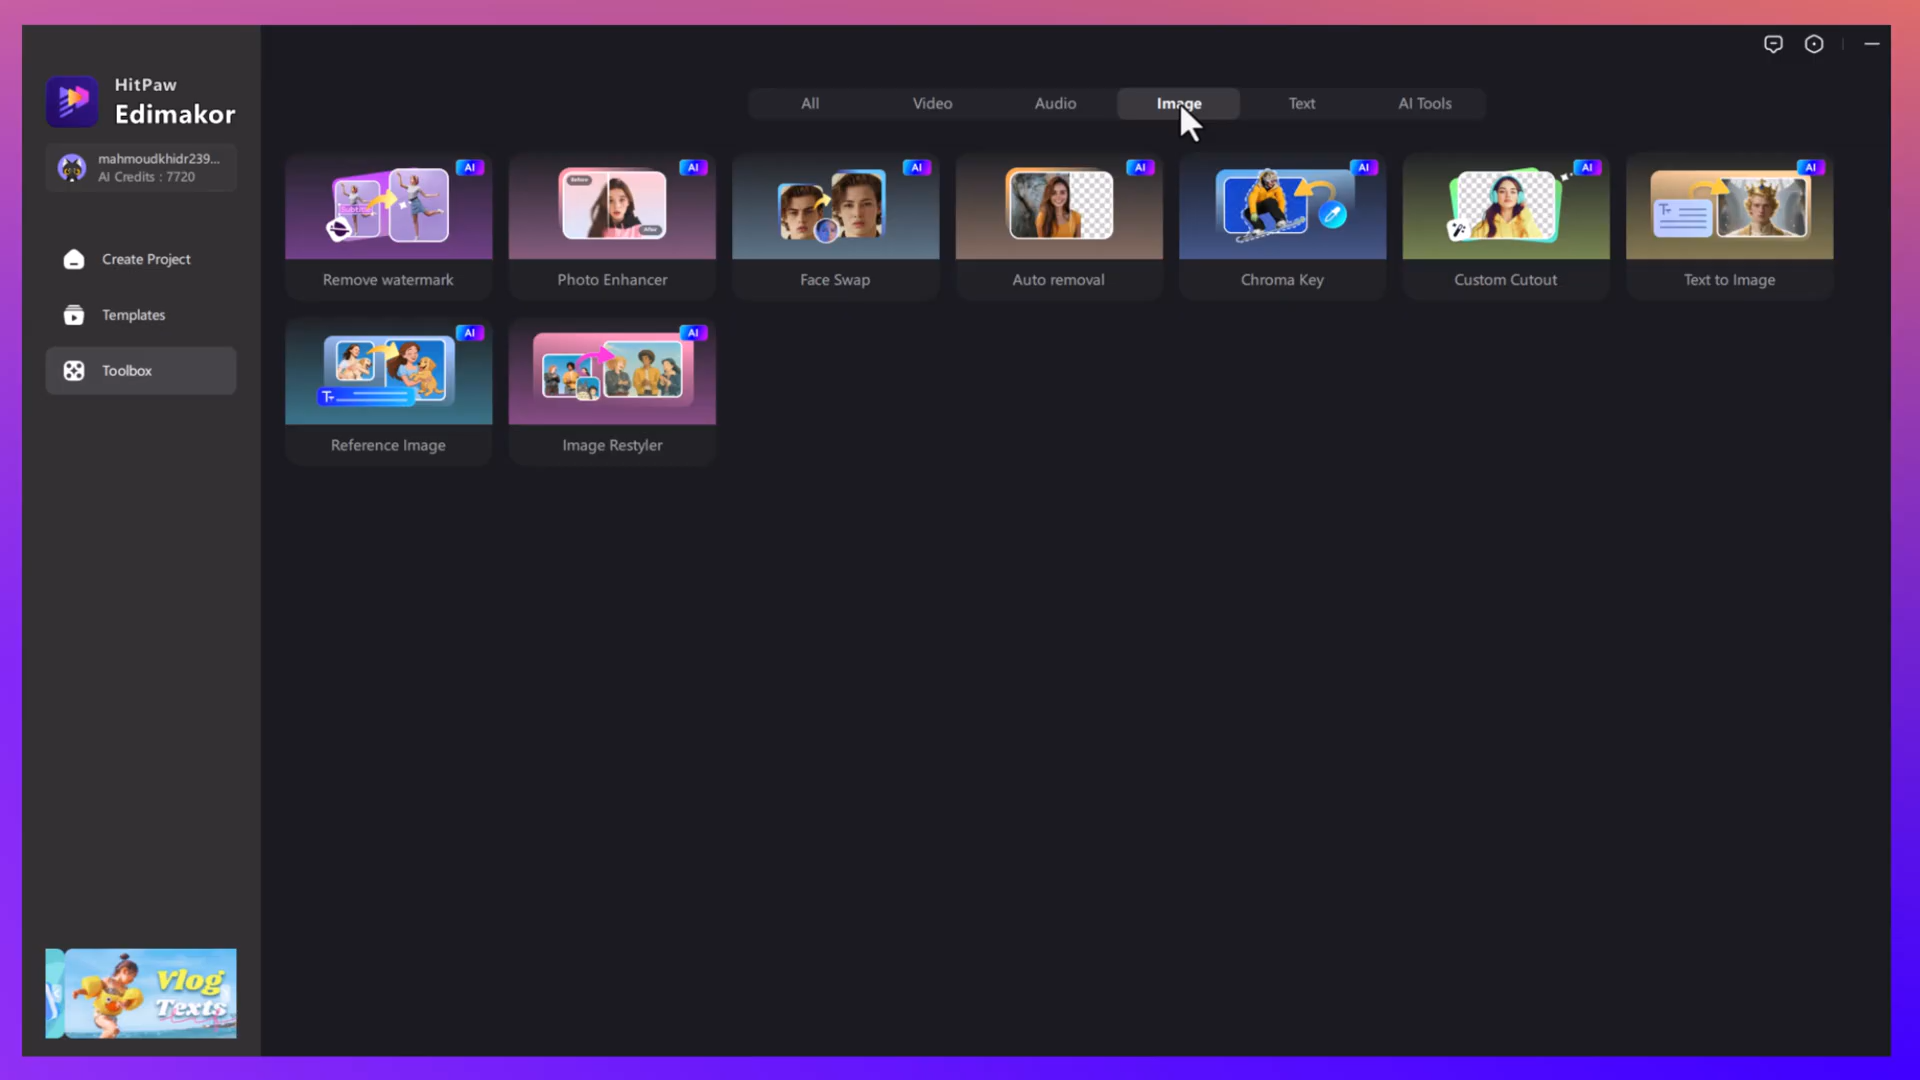 HitPaw
Edimakor
mahmoudkhidr239...
AI Credits : 7720
Create Project
Templates
Toolbox
All
Video
Audio
Image
Text
AI Tools
AI
Remove watermark
Before
After
AI
Photo Enhancer
AI
Face Swap
AI
Auto removal
AI
Chroma Key
AI
Custom Cutout
AI
Text to Image
AI
Reference Image
AI
Image Restyler
Vlog
Texts